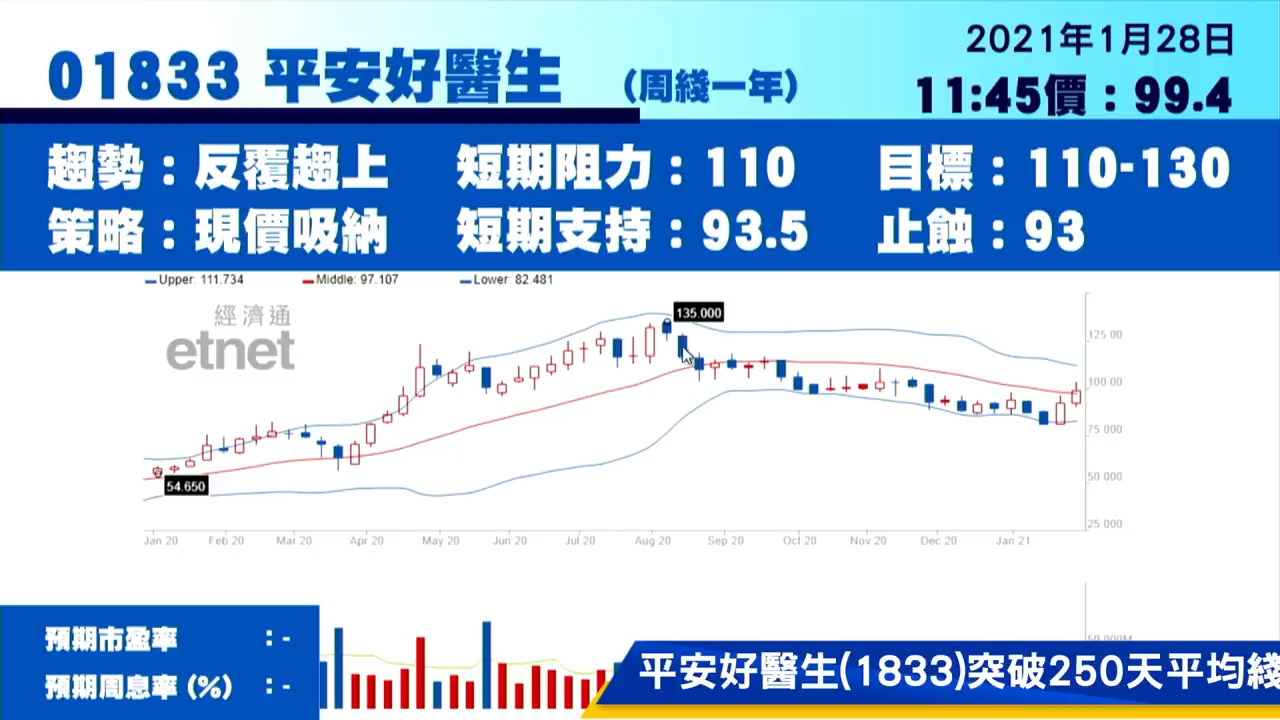 2021年1月28日
01833 平安好醫生 (周綫一年)
11:45價：99.4
趨勢：反覆趨上 短期阻力：110 目標：110-130
策略：現價吸納 短期支持：93.5 止蝕：93
Upper: 111.734 Middle: 97.107 Lower: 82.481
經濟通
etnet
135.000
125 00
100 00
75 000
54.650
50 000
25 000
Jan 20 Feb 20 Mar 20 Apr 20 May 20 Jun 20 Jul 20 Aug 20 Sep 20 Oct 20 Nov 20 Dec 20 Jan 21
預期市盈率 ：-
預期周息率 (%) ：-
50 000M
平安好醫生(1833)突破250天平均綫